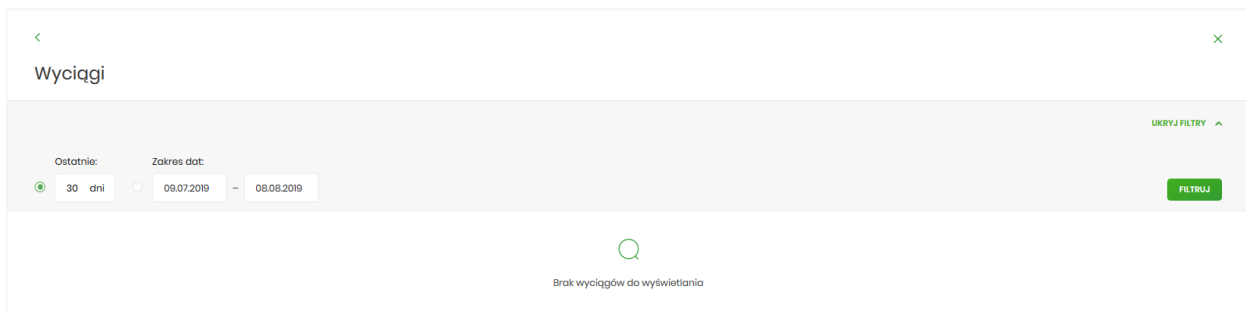 Wyciągi
UKRYJ FILTRY
Ostatnie: Zakres dat:
30 dni 09.07.2019 – 08.08.2019
FILTRUJ
Brak wyciągów do wyświetlania